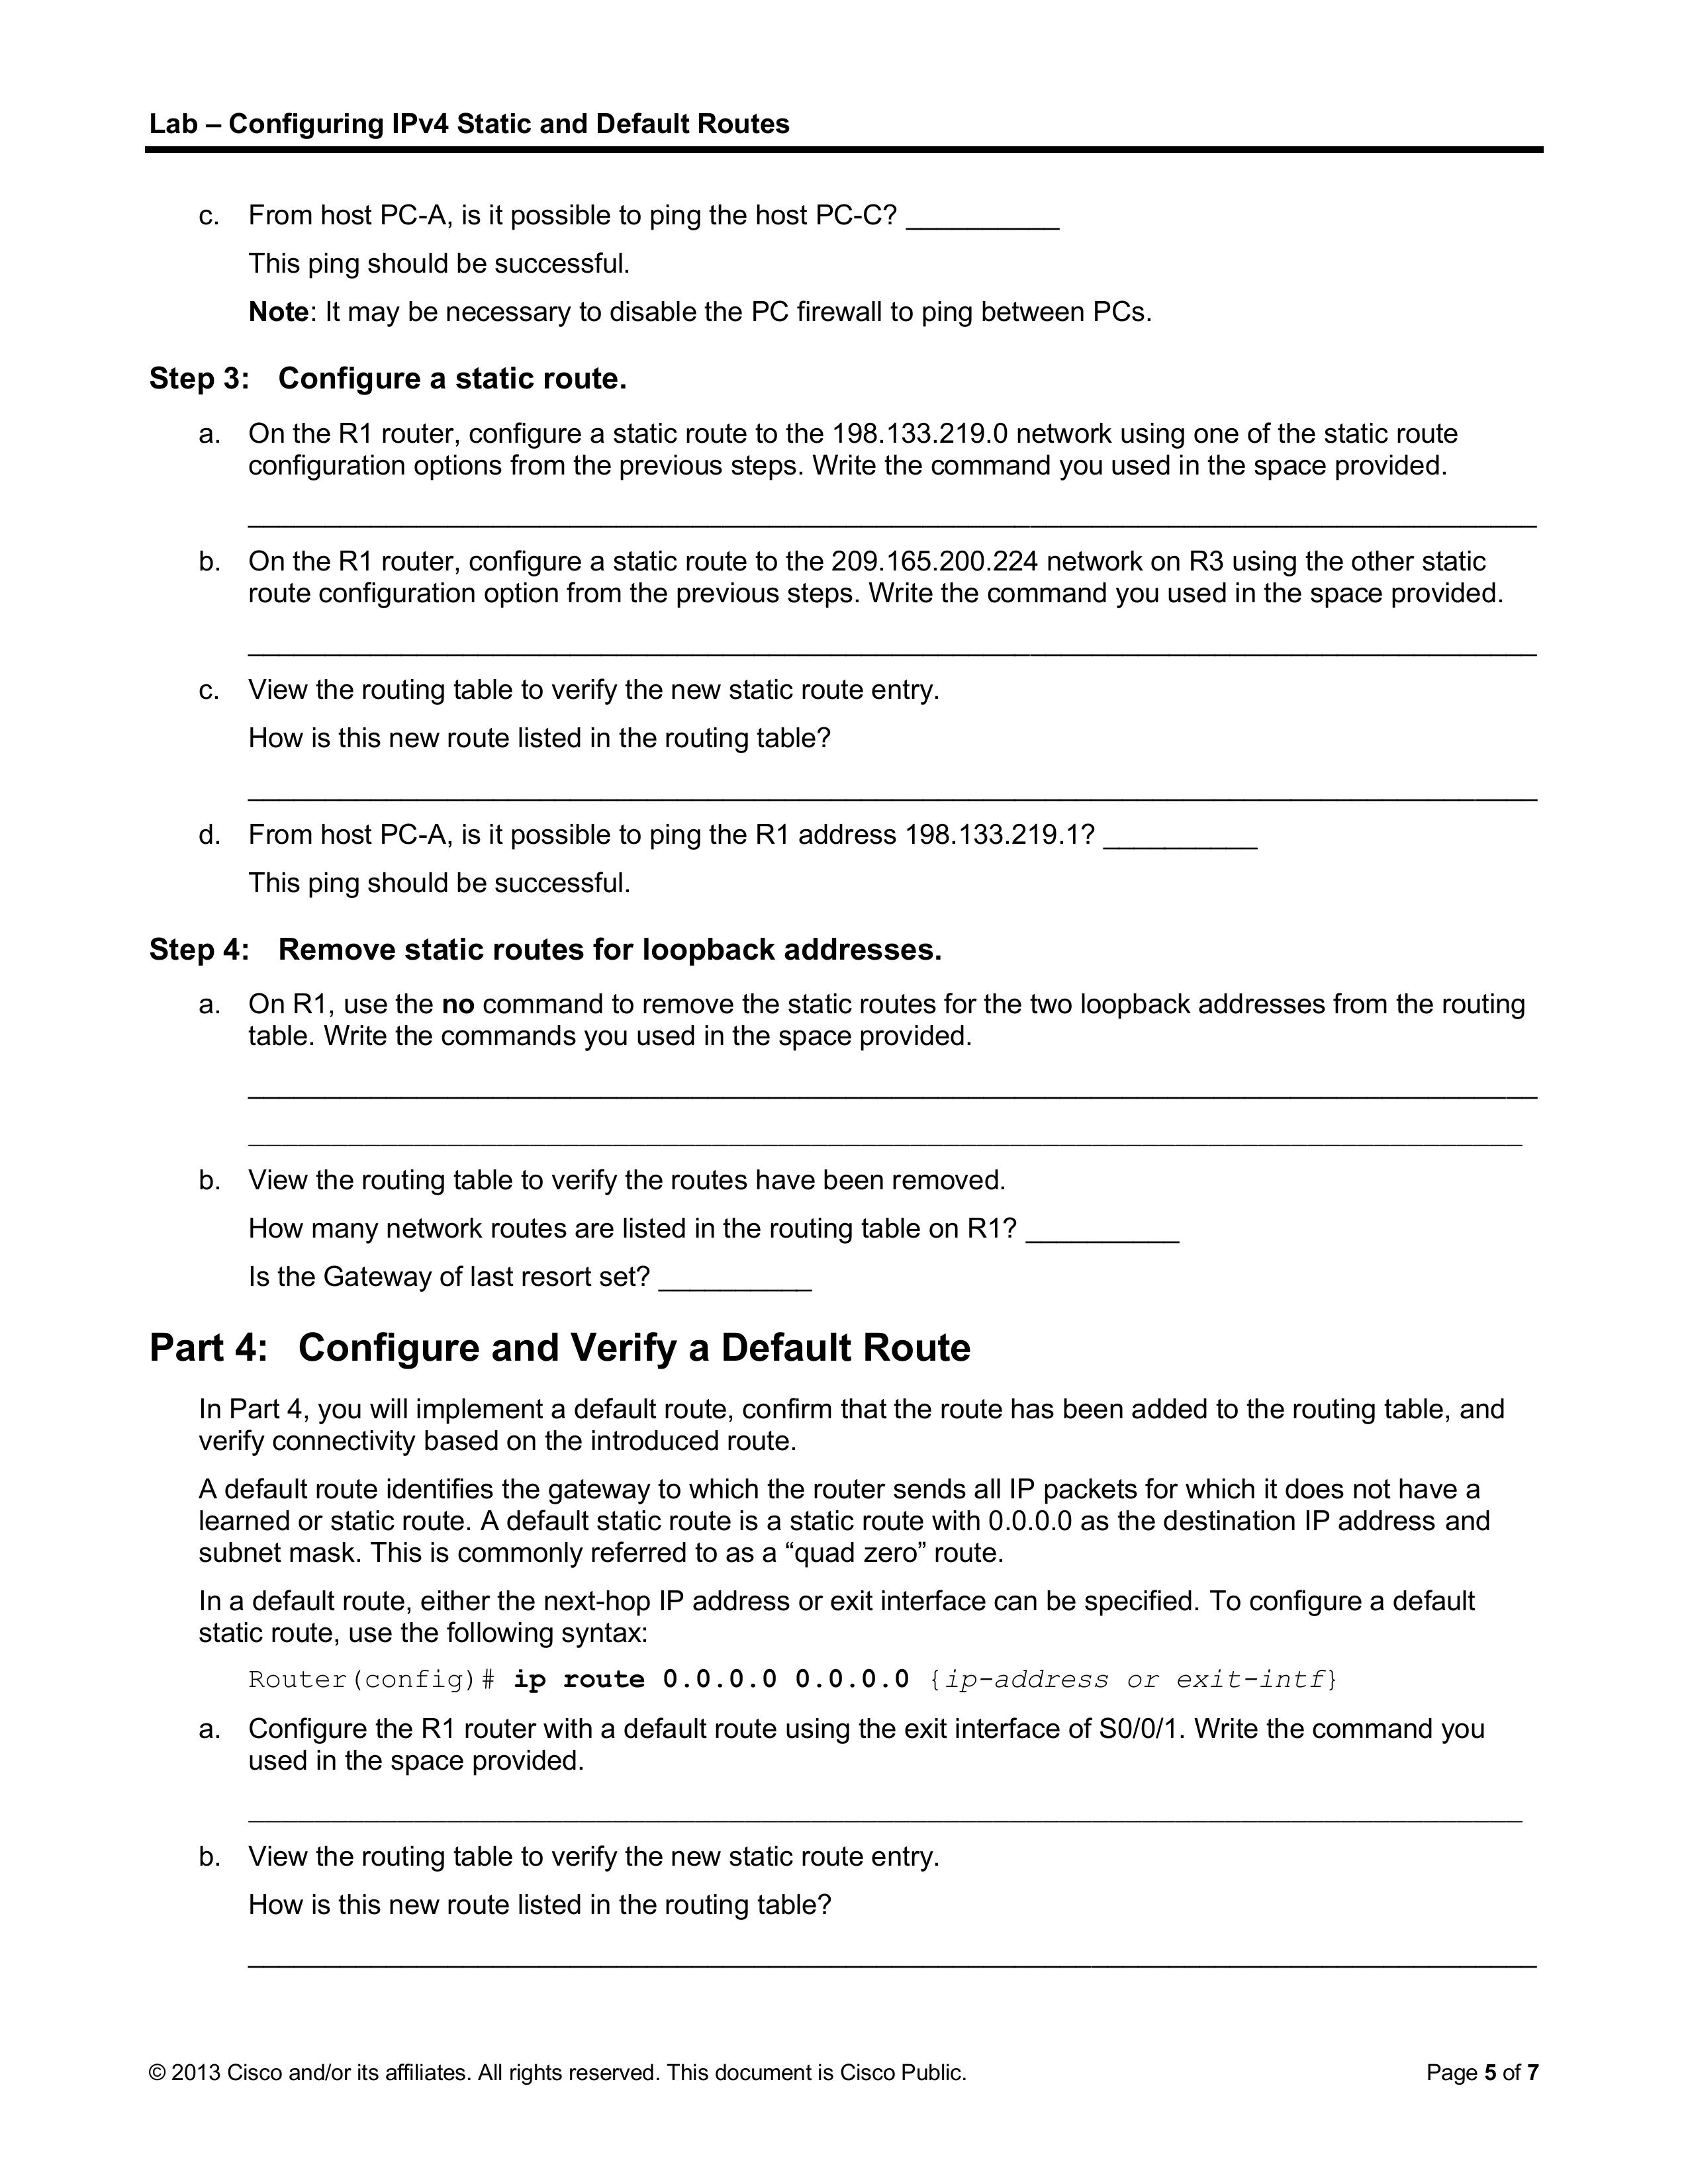 Lab – Configuring IPv4 Static and Default Routes
c. From host PC-A, is it possible to ping the host PC-C? __________
This ping should be successful.
Note: It may be necessary to disable the PC firewall to ping between PCs.
Step 3: Configure a static route.
a. On the R1 router, configure a static route to the 198.133.219.0 network using one of the static route
configuration options from the previous steps. Write the command you used in the space provided.
b. On the R1 router, configure a static route to the 209.165.200.224 network on R3 using the other static
route configuration option from the previous steps. Write the command you used in the space provided.
c. View the routing table to verify the new static route entry.
How is this new route listed in the routing table?
d. From host PC-A, is it possible to ping the R1 address 198.133.219.1? __________
This ping should be successful.
Step 4: Remove static routes for loopback addresses.
a. On R1, use the no command to remove the static routes for the two loopback addresses from the routing
table. Write the commands you used in the space provided.
b. View the routing table to verify the routes have been removed.
How many network routes are listed in the routing table on R1? __________
Is the Gateway of last resort set? __________
Part 4: Configure and Verify a Default Route
In Part 4, you will implement a default route, confirm that the route has been added to the routing table, and
verify connectivity based on the introduced route.
A default route identifies the gateway to which the router sends all IP packets for which it does not have a
learned or static route. A default static route is a static route with 0.0.0.0 as the destination IP address and
subnet mask. This is commonly referred to as a “quad zero” route.
In a default route, either the next-hop IP address or exit interface can be specified. To configure a default
static route, use the following syntax:
Router(config)# ip route 0.0.0.0 0.0.0.0 {ip-address or exit-intf}
a. Configure the R1 router with a default route using the exit interface of S0/0/1. Write the command you
used in the space provided.
b. View the routing table to verify the new static route entry.
How is this new route listed in the routing table?
© 2013 Cisco and/or its affiliates. All rights reserved. This document is Cisco Public. Page 5 of 7